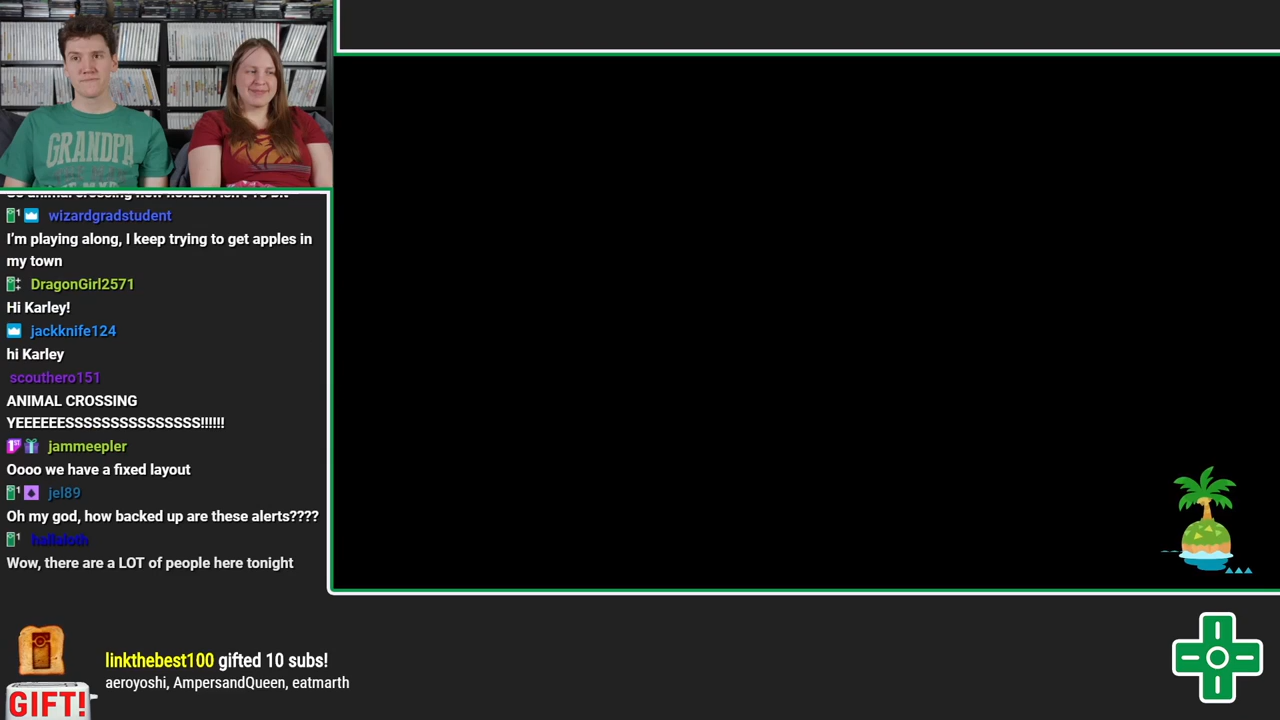 GRANDPA
wizardgradstudent
I'm playing along, I keep trying to get apples in
my town
DragonGirl2571
Hi Karley!
jackknife124
hi Karley
scouthero151
ANIMAL CROSSING
YEEEEEESSSSSSSSSSSSSSS!!!!!!
jammeepler
Oooo we have a fixed layout
jel89
Oh my god, how backed up are these alerts????
Wow, there are a LOT of people here tonight
linkthebest100 gifted 10 subs!
aeroyoshi, AmpersandQueen, eatmarth
GIFT!